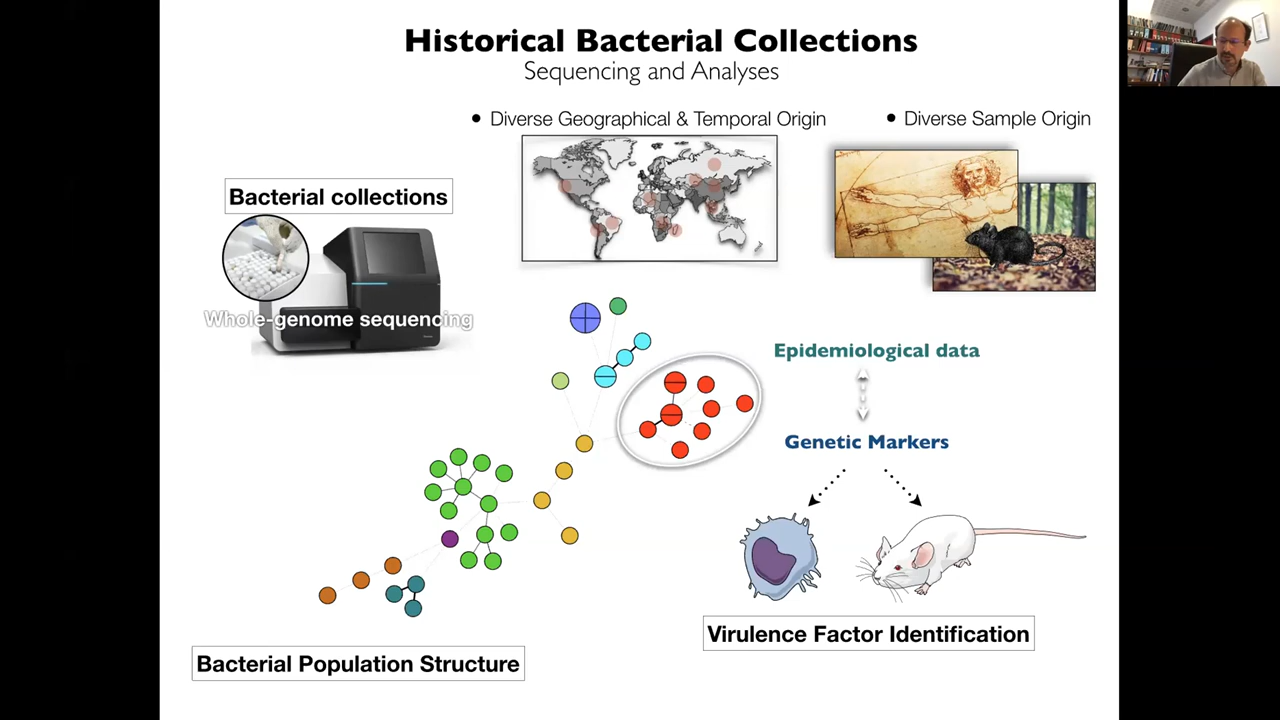 Historical Bacterial Collections
Sequencing and Analyses
• Diverse Geographical & Temporal Origin
• Diverse Sample Origin
Bacterial collections
Whole-genome sequencing
Epidemiological data
Genetic Markers
Virulence Factor Identification
Bacterial Population Structure